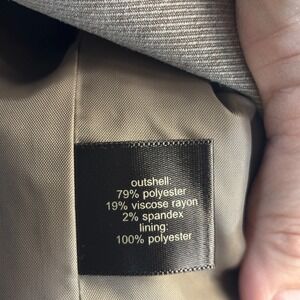 outshell:
79% polyester
19% viscose rayon
2% spandex
lining:
100% polyester